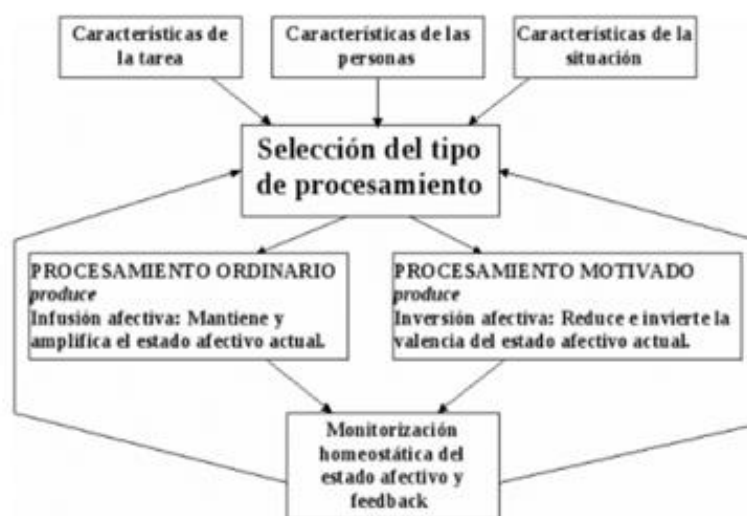 Características de
la tarea
Características de las
personas
Características de la
situación
Selección del tipo
de procesamiento
PROCESAMIENTO ORDINARIO
produce
Infusión afectiva: Mantiene y
amplifica el estado afectivo actual.
PROCESAMIENTO MOTIVADO
produce
Inversión afectiva: Reduce e invierte la
valencia del estado afectivo actual.
Monitorización
homeostática del
estado afectivo y
feedback